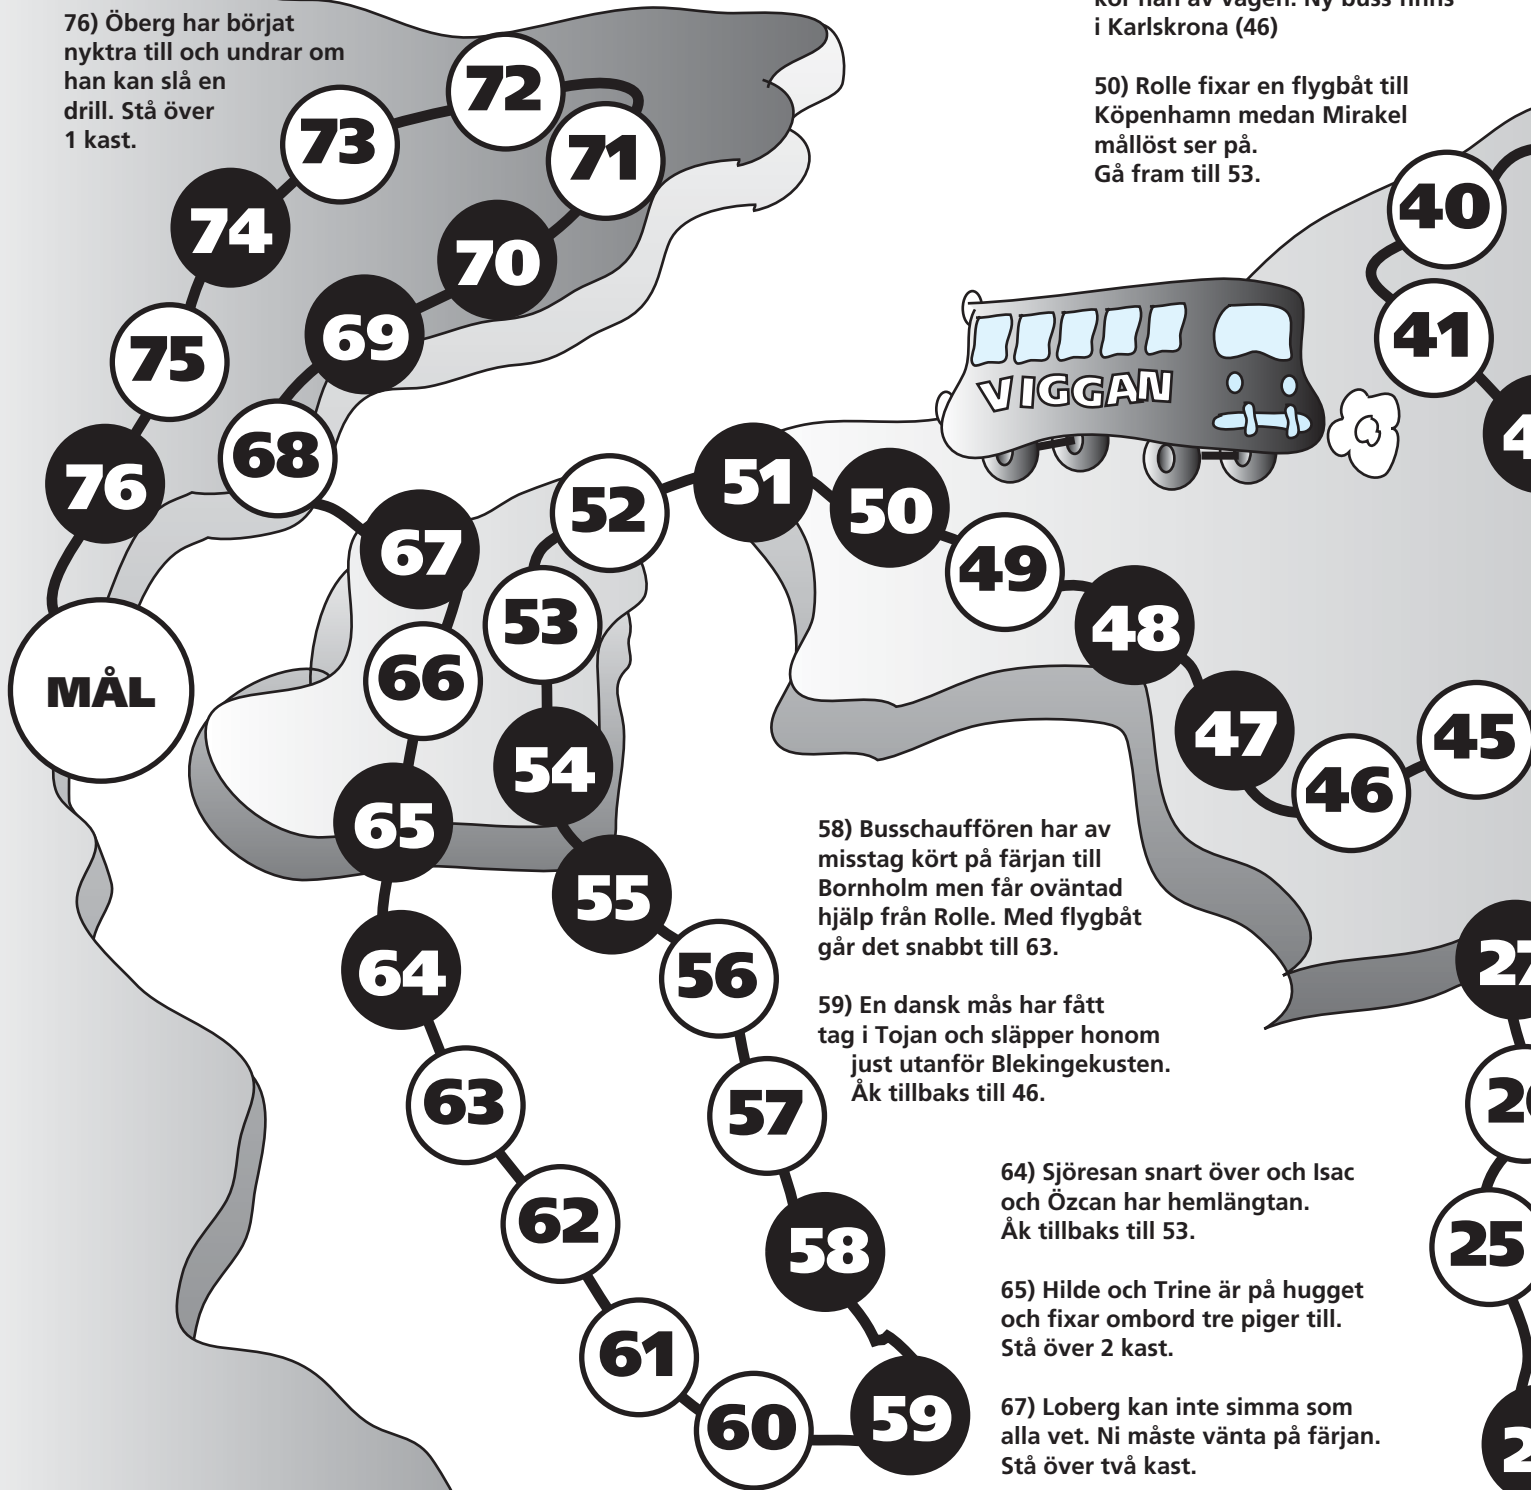 76) Öberg har börjat
nyktra till och undrar om
han kan slå en
drill. Stå över
1 kast.
i Karlskrona (46)
50) Rolle fixar en flygbåt till
Köpenhamn medan Mirakel
mållöst ser på.
Gå fram till 53.
72
73
71
74
70
69
75
68
76
67
MÅL
40
41
VIGGAN
52
51
50
49
48
53
66
47
45
46
54
65
55
64
56
63
57
62
58
61
60
59
58) Busschauffören har av
misstag kört på färjan till
Bornholm men får oväntad
hjälp från Rolle. Med flygbåt
går det snabbt till 63.
59) En dansk mås har fått
tag i Tojan och släpper honom
just utanför Blekingekusten.
Åk tillbaks till 46.
27
25
64) Sjöresan snart över och Isac
och Özcan har hemlängtan.
Åk tillbaks till 53.
65) Hilde och Trine är på hugget
och fixar ombord tre piger till.
Stå över 2 kast.
67) Loberg kan inte simma som
alla vet. Ni måste vänta på färjan.
Stå över två kast.